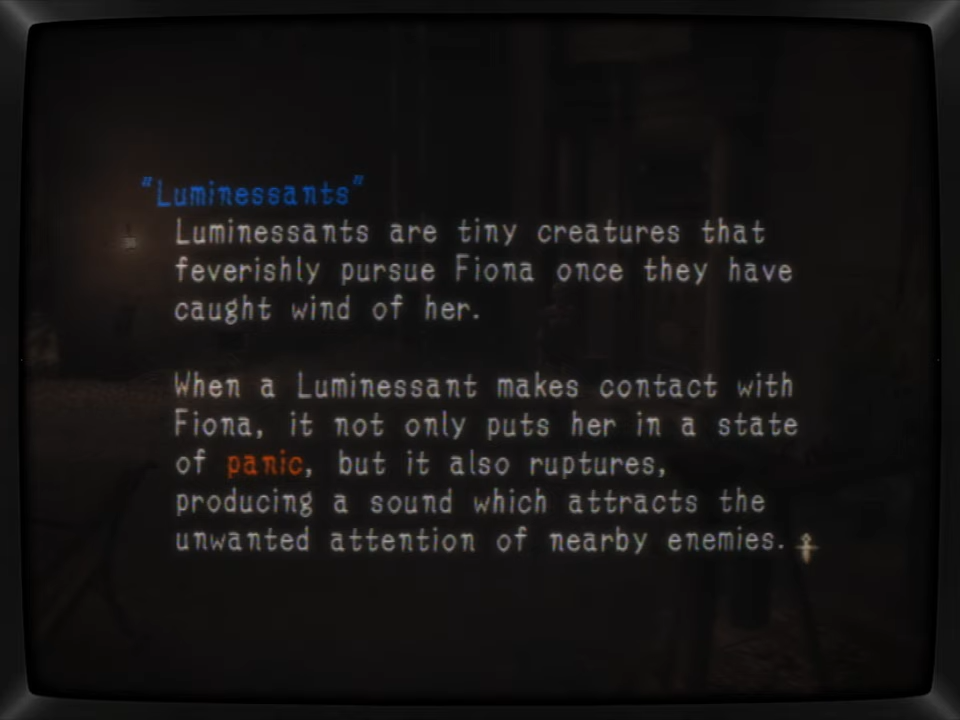 "Luminessants"
Luminessants are tiny creatures that
feverishly pursue Fiona once they have
caught wind of her.
When a Luminessant makes contact with
Fiona, it not only puts her in a state
of panic, but it also ruptures,
producing a sound which attracts the
unwanted attention of nearby enemies.